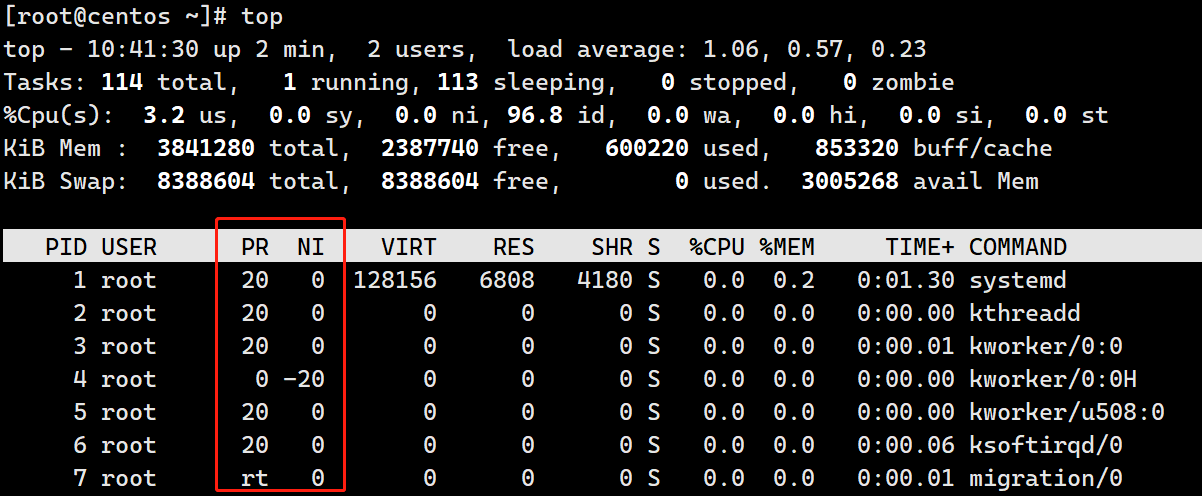 [root@centos ~]# top
top - 10:41:30 up 2 min,  2 users,  load average: 1.06, 0.57, 0.23
Tasks: 114 total,   1 running, 113 sleeping,   0 stopped,   0 zombie
%Cpu(s):  3.2 us,  0.0 sy,  0.0 ni, 96.8 id,  0.0 wa,  0.0 hi,  0.0 si,  0.0 st
KiB Mem :  3841280 total,  2387740 free,   600220 used,   853320 buff/cache
KiB Swap:  8388604 total,  8388604 free,        0 used.  3005268 avail Mem
   PID USER      PR  NI    VIRT    RES    SHR S  %CPU %MEM     TIME+ COMMAND
     1 root      20   0  128156   6808   4180 S   0.0  0.2   0:01.30 systemd
     2 root      20   0       0      0      0 S   0.0  0.0   0:00.00 kthreadd
     3 root      20   0       0      0      0 S   0.0  0.0   0:00.01 kworker/0:0
     4 root       0 -20       0      0      0 S   0.0  0.0   0:00.00 kworker/0:0H
     5 root      20   0       0      0      0 S   0.0  0.0   0:00.00 kworker/u508:0
     6 root      20   0       0      0      0 S   0.0  0.0   0:00.06 ksoftirqd/0
     7 root      rt   0       0      0      0 S   0.0  0.0   0:00.01 migration/0